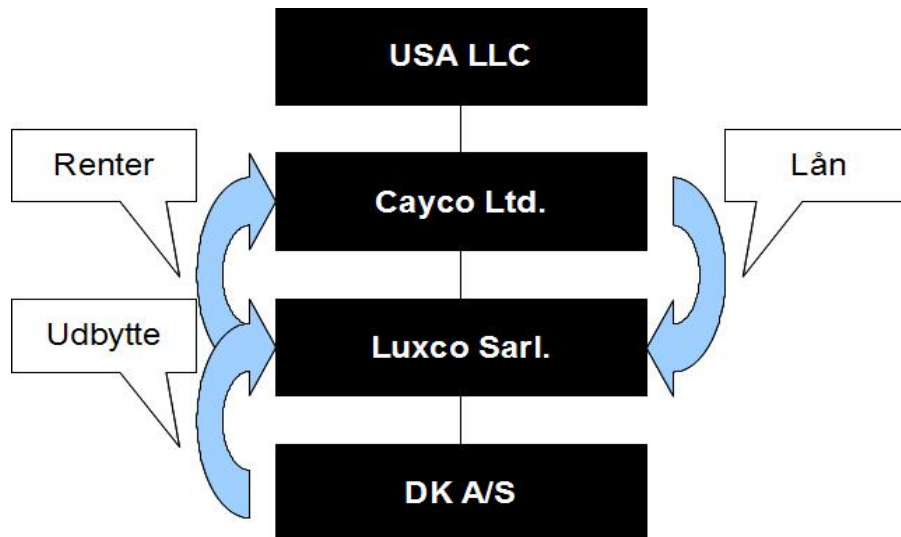 USA LLC
Renter
Lån
Cayco Ltd.
Udbytte
Luxco Sarl.
DK A/S